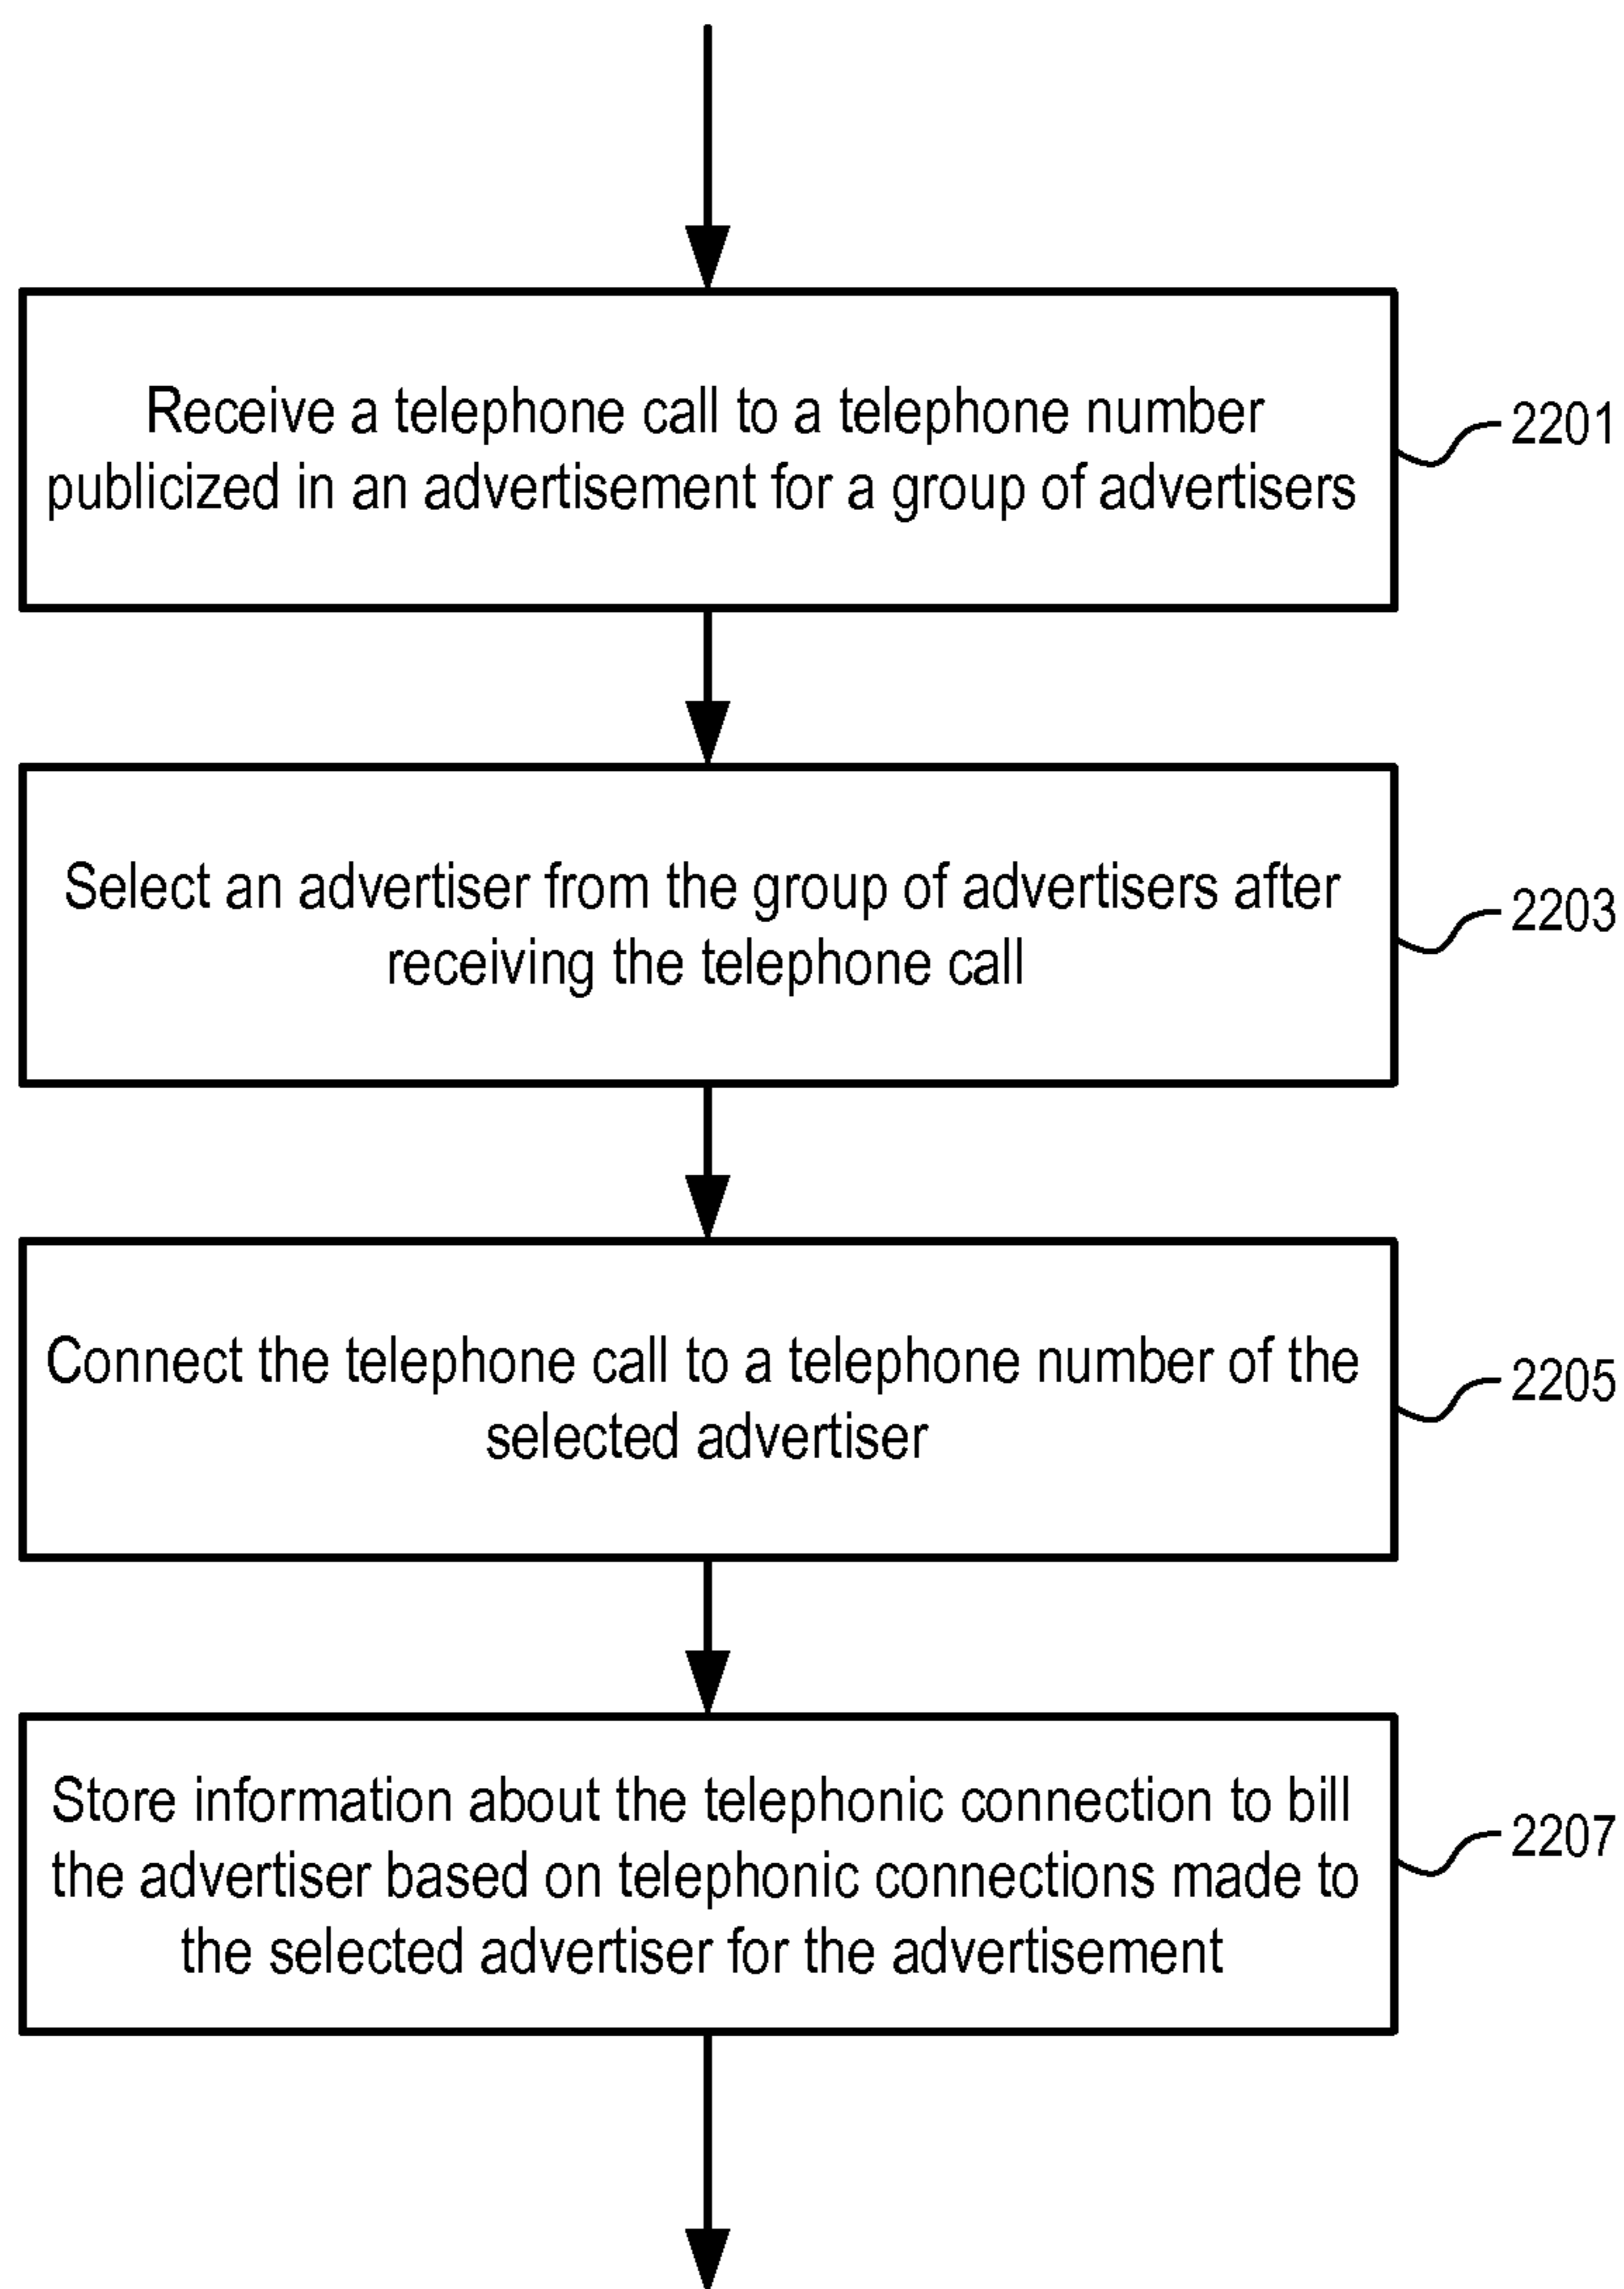 Receive a telephone call to a telephone number
publicized in an advertisement for a group of advertisers
2201
Select an advertiser from the group of advertisers after
receiving the telephone call
2203
Connect the telephone call to a telephone number of the
selected advertiser
2205
Store information about the telephonic connection to bill
the advertiser based on telephonic connections made to
the selected advertiser for the advertisement
2207